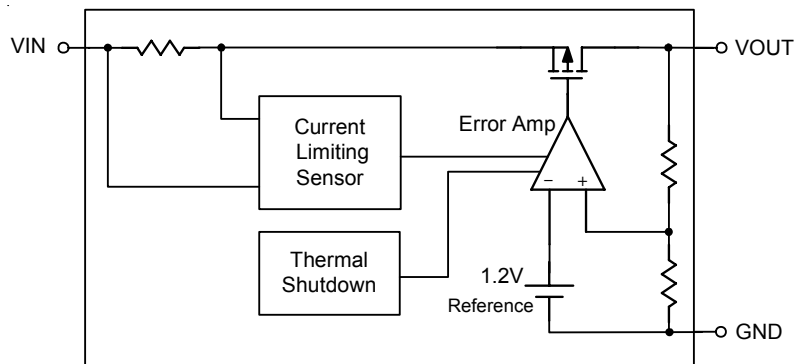 VIN
VOUT
Error Amp
Current
Limiting
Sensor
− +
Thermal
Shutdown
1.2V
Reference
GND